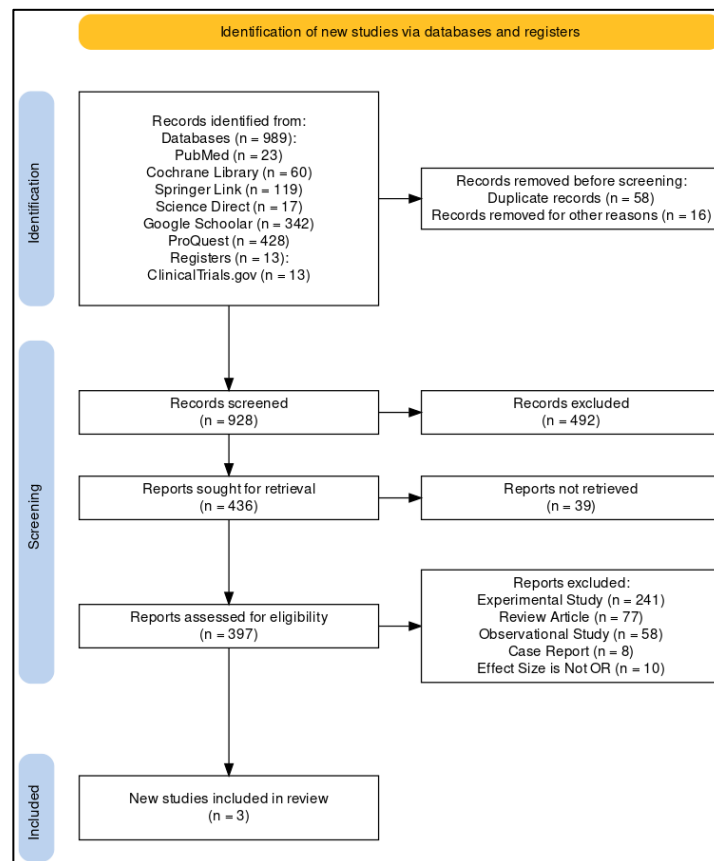 Identification of new studies via databases and registers
Identification
Records identified from:
Databases (n = 989):
PubMed (n = 23)
Cochrane Library (n = 60)
Springer Link (n = 119)
Science Direct (n = 17)
Google Schoolar (n = 342)
ProQuest (n = 428)
Registers (n = 13):
ClinicalTrials.gov (n = 13)
Records removed before screening:
Duplicate records (n = 58)
Records removed for other reasons (n = 16)
Screening
Records screened
(n = 928)
Records excluded
(n = 492)
Reports sought for retrieval
(n = 436)
Reports not retrieved
(n = 39)
Reports assessed for eligibility
(n = 397)
Reports excluded:
Experimental Study (n = 241)
Review Article (n = 77)
Observational Study (n = 58)
Case Report (n = 8)
Effect Size is Not OR (n = 10)
Included
New studies included in review
(n = 3)